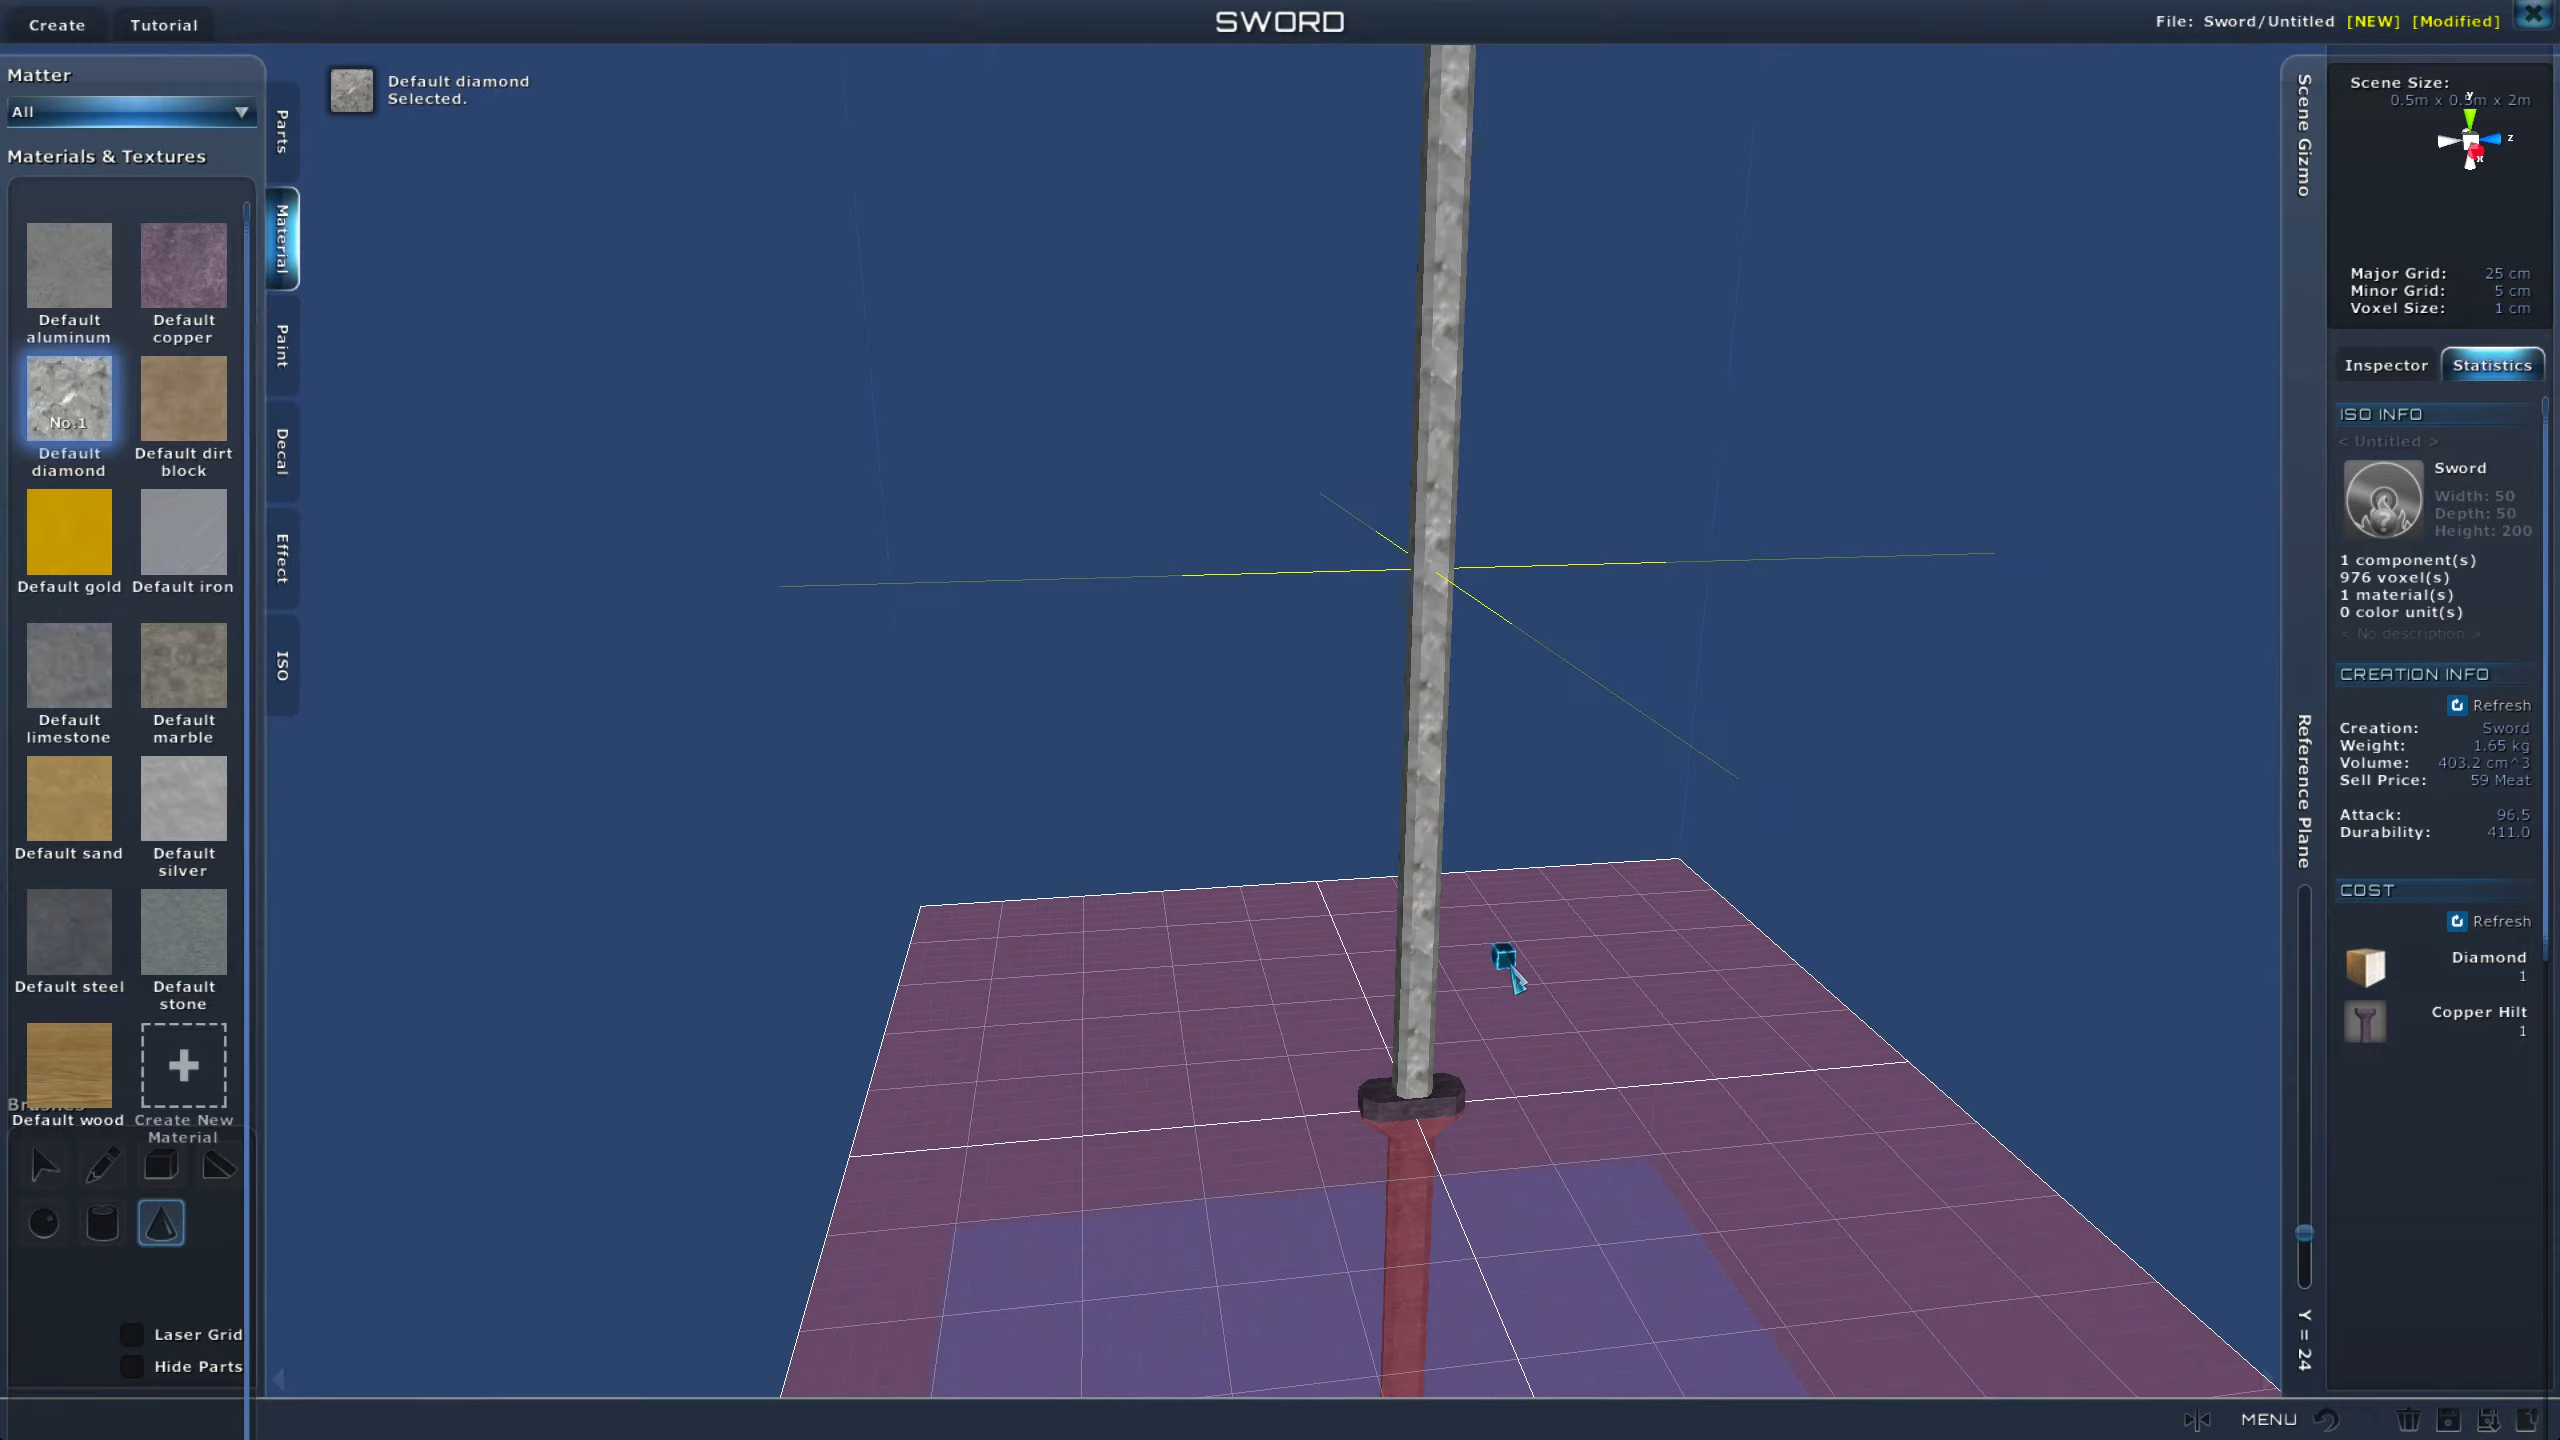 Create
Tutorial
SWORD
File: Sword/Untitled [NEW] [Modified]
Matter
All
Materials & Textures
Default aluminum
Default copper
No.1
Default diamond
Default dirt block
Default gold
Default iron
Default limestone
Default marble
Default sand
Default silver
Default steel
Default stone
Default wood
Create New Material
Brushes
Laser Grid
Hide Parts
Parts
Material
Paint
Decal
Effect
ISO
Default diamond
Selected.
Scene Gizmo
Scene Size:
0.5m x 0.5m x 2m
y
z
x
Major Grid: 25 cm
Minor Grid: 5 cm
Voxel Size: 1 cm
Reference Plane
Y = 24
Inspector
Statistics
ISO INFO
< Untitled >
Sword
Width: 50
Depth: 50
Height: 200
1 component(s)
976 voxel(s)
1 material(s)
0 color unit(s)
< No description >
CREATION INFO
Refresh
Creation: Sword
Weight: 1.65 kg
Volume: 403.2 cm^3
Sell Price: 59 Meat
Attack: 96.5
Durability: 411.0
COST
Refresh
Diamond
1
Copper Hilt
1
MENU